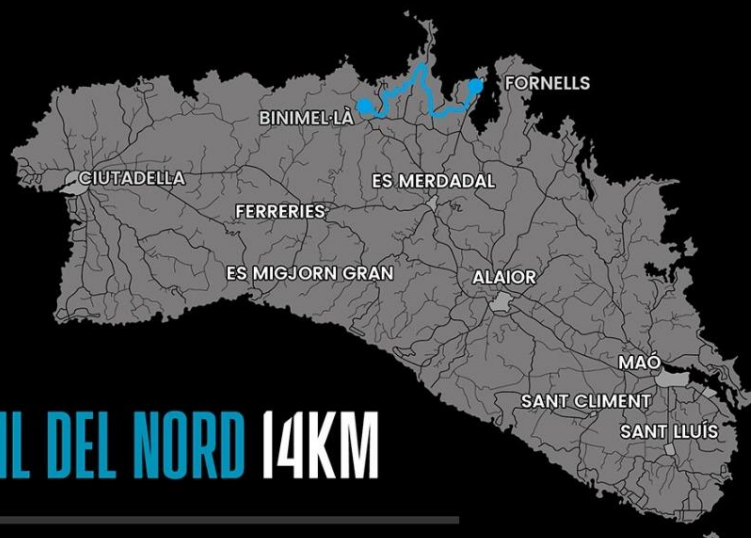 FORNELLS
BINIMEL·LÀ
CIUTADELLA
ES MERDADAL
FERRERIES
ES MIGJORN GRAN
ALAIOR
MAÓ
SANT CLIMENT
SANT LLUÍS
IL DEL NORD 14KM